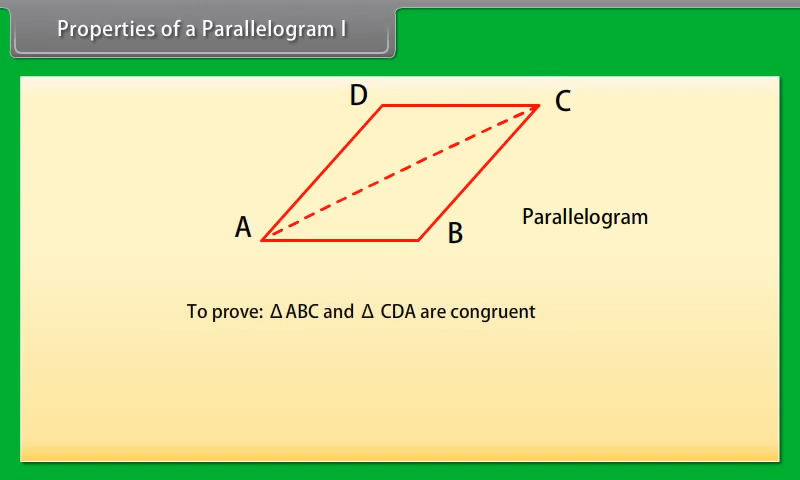 Properties of a Parallelogram I
D
C
A
B
Parallelogram
To prove: Δ ABC and Δ CDA are congruent